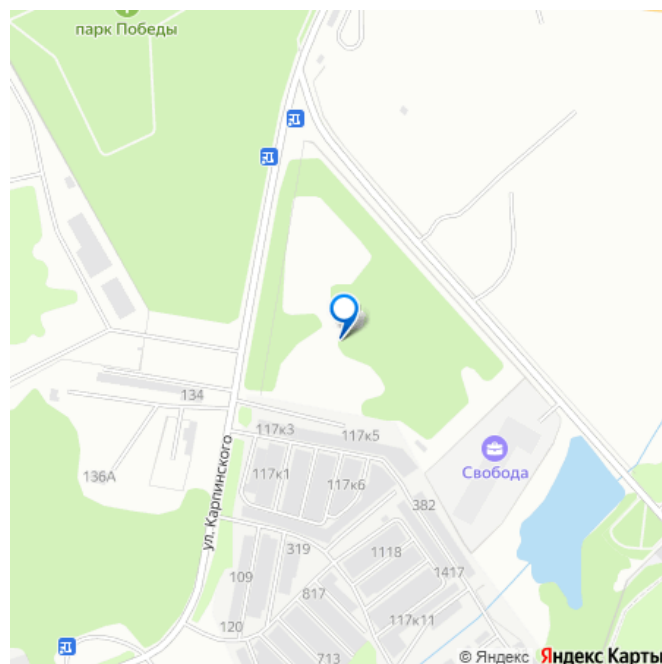 парк Победы
134
117к3
117к5
ул. Карпинского
136А
117к1
117к6
Свобода
382
319
1118
109
817
1417
120
117к11
713
© Яндекс Яндекс Карты